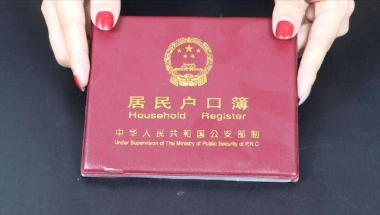 居民户口簿
Household Register
中华人民共和国公安部制
Under Supervision of The Ministry of Public Security of P.R.C